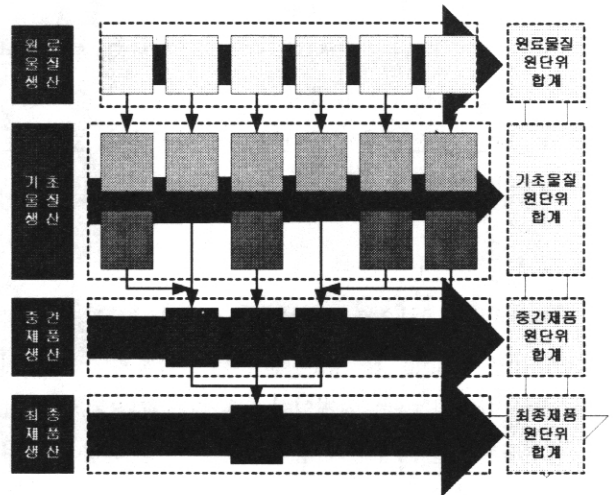 원 료
물 질
생 산
원료물질
원단위
합계
기 초
물 질
생 산
기초물질
원단위
합계
중 간
제 품
생 산
중간제품
원단위
합계
최 종
제 품
생 산
최종제품
원단위
합계